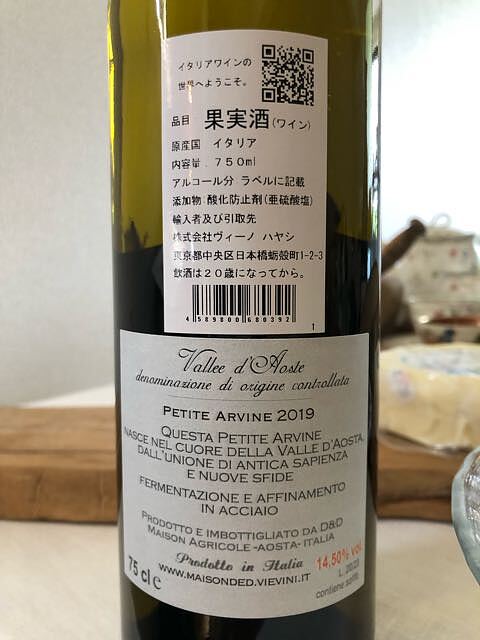 イタリアワインの
世界へようこそ。
品目 果実酒(ワイン)
原産国 イタリア
内容量.750ml
アルコール分 ラベルに記載
添加物:酸化防止剤(亜硫酸塩)
輸入者及び引取先
株式会社ヴィーノ ハヤシ
東京都中央区日本橋蛎殻町1-2-3
飲酒は20歳になってから。
4 589800 680392
1
Vallee d'Aoste
denominazione di origine controllata
PETITE ARVINE 2019
QUESTA PETITE ARVINE
NASCE NEL CUORE DELLA VALLE D'AOSTA,
DALL'UNIONE DI ANTICA SAPIENZA
E NUOVE SFIDE
FERMENTAZIONE E AFFINAMENTO
IN ACCIAIO
PRODOTTO E IMBOTTIGLIATO DA D&D
MAISON AGRICOLE -AOSTA- ITALIA
Prodotto in Italia
14,50% vol.
75 cl e
WWW.MAISONDED.VIEVINI.IT
contiene solfiti